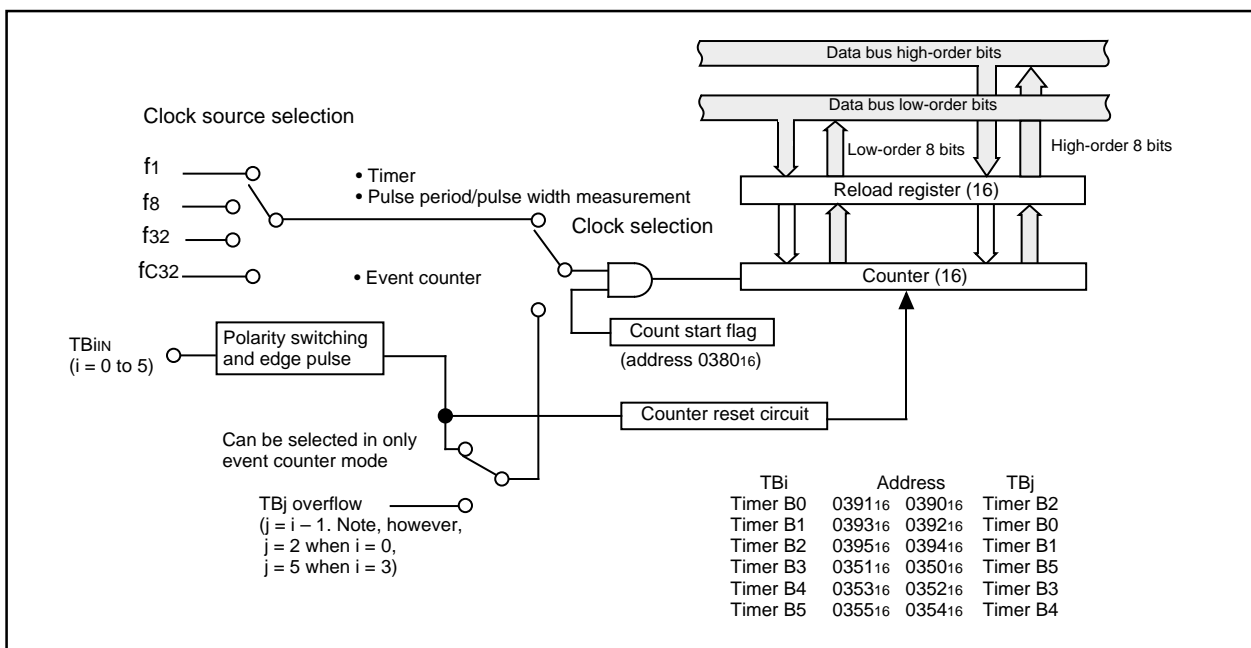 Data bus high-order bits
Data bus low-order bits
Clock source selection
Low-order 8 bits
High-order 8 bits
f1
• Timer
• Pulse period/pulse width measurement
Reload register (16)
f8
Clock selection
f32
fC32
• Event counter
Counter (16)
TBiIN
(i = 0 to 5)
Polarity switching
and edge pulse
Count start flag
(address 038016)
Counter reset circuit
Can be selected in only
event counter mode
TBj overflow
(j = i – 1. Note, however,
j = 2 when i = 0,
j = 5 when i = 3)
TBi Address TBj
Timer B0 039116 039016 Timer B2
Timer B1 039316 039216 Timer B0
Timer B2 039516 039416 Timer B1
Timer B3 035116 035016 Timer B5
Timer B4 035316 035216 Timer B3
Timer B5 035516 035416 Timer B4